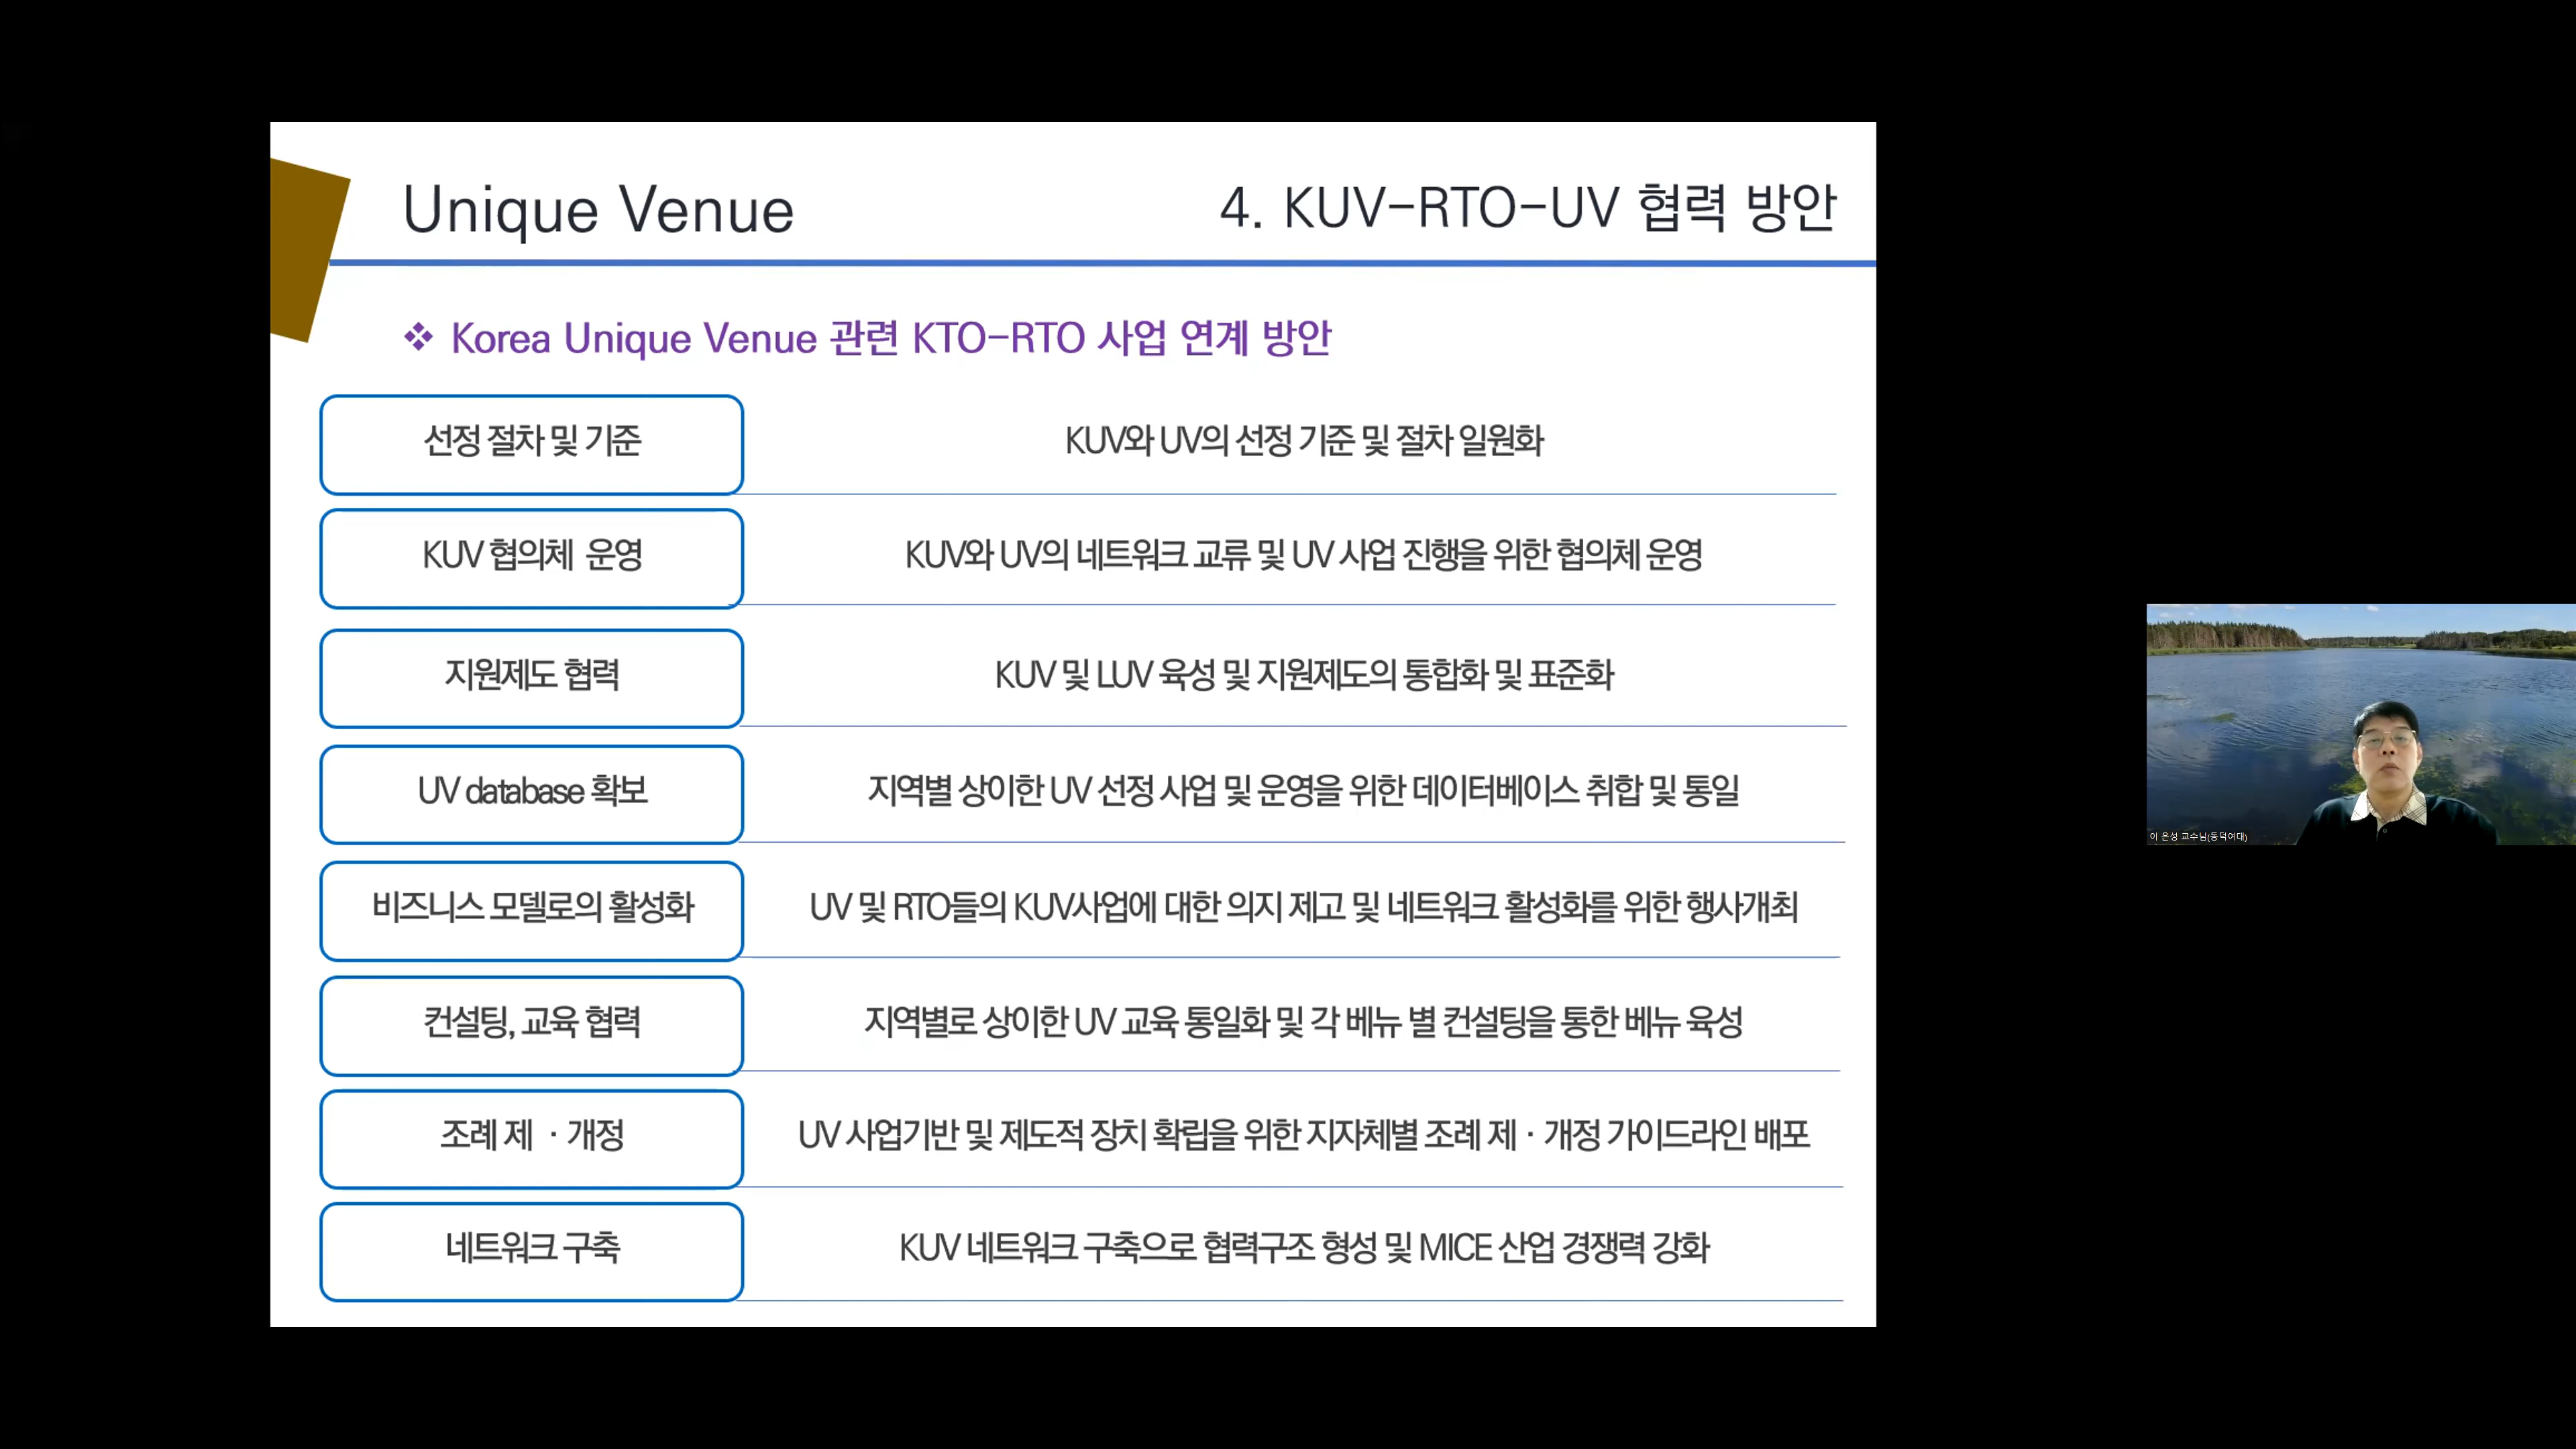 Unique Venue
4. KUV-RTO-UV 협력 방안
❖ Korea Unique Venue 관련 KTO-RTO 사업 연계 방안
선정 절차 및 기준
KUV와 UV의 선정 기준 및 절차 일원화
KUV 협의체 운영
KUV와 UV의 네트워크 교류 및 UV 사업 진행을 위한 협의체 운영
지원제도 협력
KUV 및 LUV 육성 및 지원제도의 통합화 및 표준화
UV database 확보
지역별 상이한 UV 선정 사업 및 운영을 위한 데이터베이스 취합 및 통일
비즈니스 모델로의 활성화
UV 및 RTO들의 KUV사업에 대한 의지 제고 및 네트워크 활성화를 위한 행사개최
컨설팅, 교육 협력
지역별로 상이한 UV 교육 통일화 및 각 베뉴 별 컨설팅을 통한 베뉴 육성
조례 제 · 개정
UV 사업기반 및 제도적 장치 확립을 위한 지자체별 조례 제 · 개정 가이드라인 배포
네트워크 구축
KUV 네트워크 구축으로 협력구조 형성 및 MICE 산업 경쟁력 강화
이 은성 교수님(동덕여대)